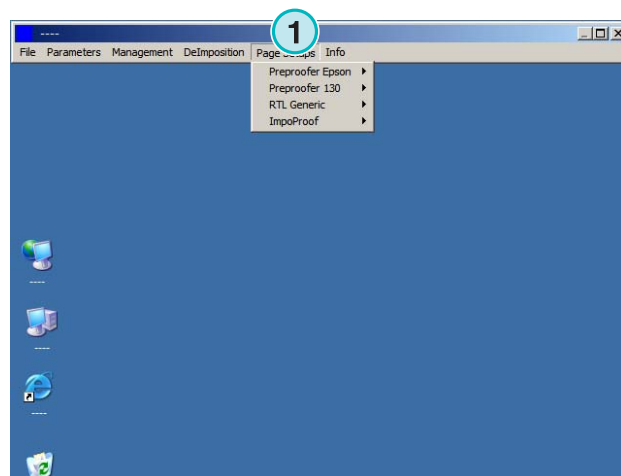 ----
1
File Parameters Management DeImposition Page Setups Info
Preproofer Epson
Preproofer 130
RTL Generic
ImpoProof
----
----
----